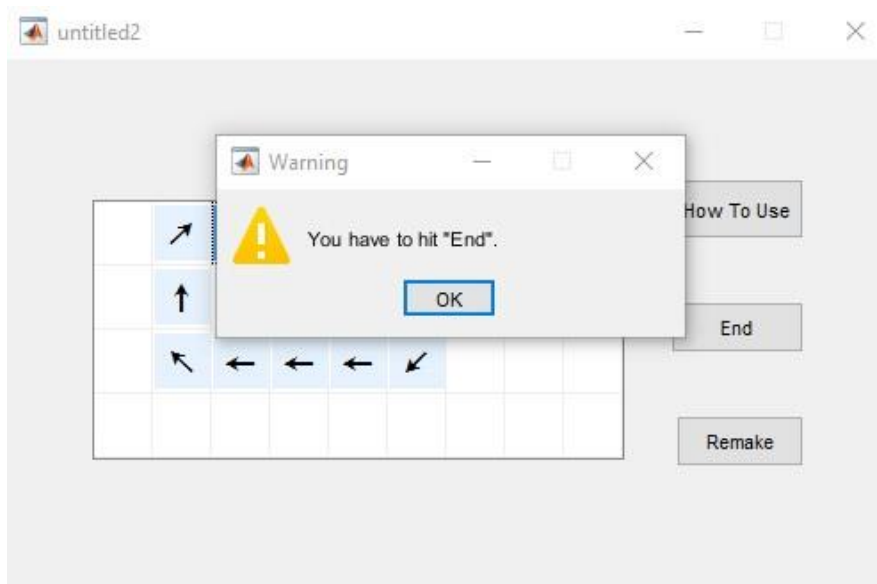 untitled2
Warning
You have to hit "End".
OK
How To Use
End
Remake